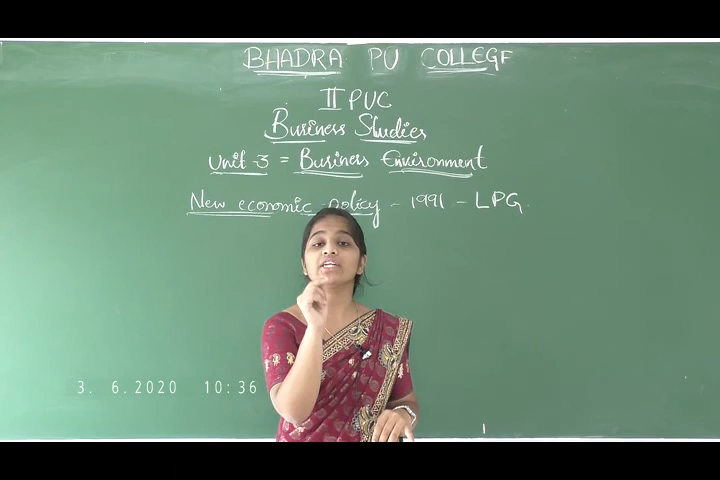 BHADRA PU COLLEGE
II PUC
Business Studies
Unit-3 = Business Environment
New economic policy - 1991 - LPG.
3. 6.2020 10:36